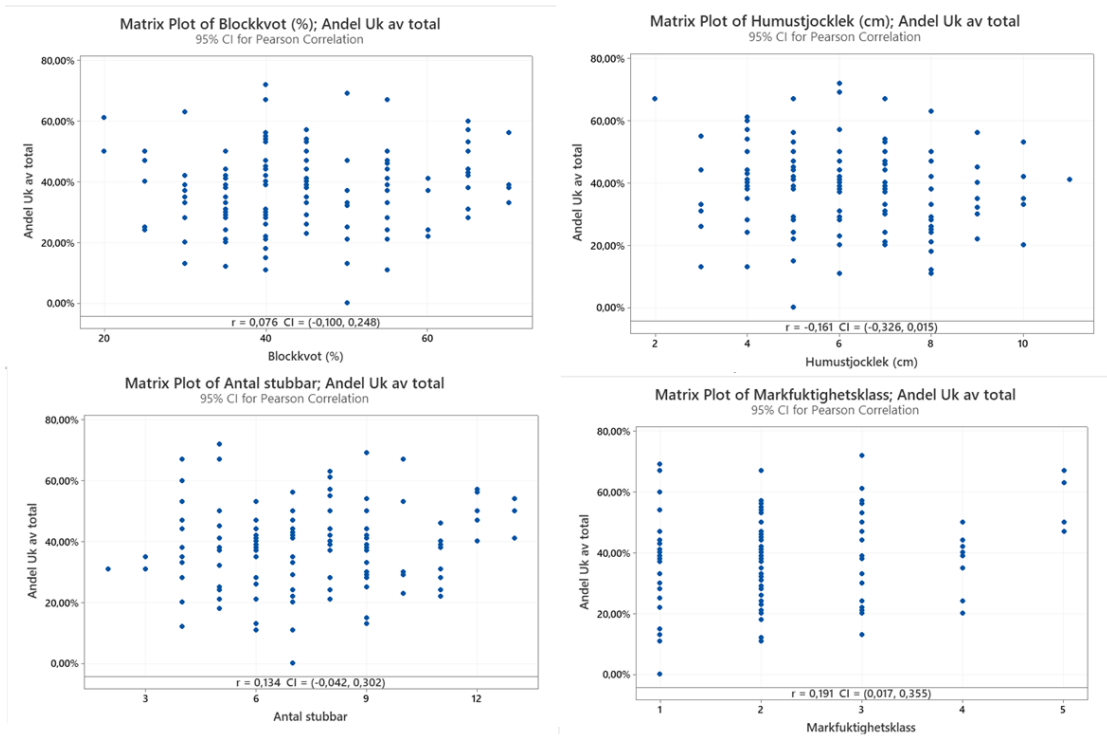 Matrix Plot of Blockkvot (%); Andel Uk av total
95% CI for Pearson Correlation
80,00%
60,00%
40,00%
20,00%
0,00%
Andel Uk av total
r = 0,076 CI = (-0,100, 0,248)
20 40 60
Blockkvot (%)
Matrix Plot of Humustjocklek (cm); Andel Uk av total
95% CI for Pearson Correlation
80,00%
60,00%
40,00%
20,00%
0,00%
Andel Uk av total
r = -0,161 CI = (-0,326, 0,015)
2 4 6 8 10
Humustjocklek (cm)
Matrix Plot of Antal stubbar; Andel Uk av total
95% CI for Pearson Correlation
80,00%
60,00%
40,00%
20,00%
0,00%
Andel Uk av total
r = 0,134 CI = (-0,042, 0,302)
3 6 9 12
Antal stubbar
Matrix Plot of Markfuktighetsklass; Andel Uk av total
95% CI for Pearson Correlation
80,00%
60,00%
40,00%
20,00%
0,00%
Andel Uk av total
r = 0,191 CI = (0,017, 0,355)
1 2 3 4 5
Markfuktighetsklass